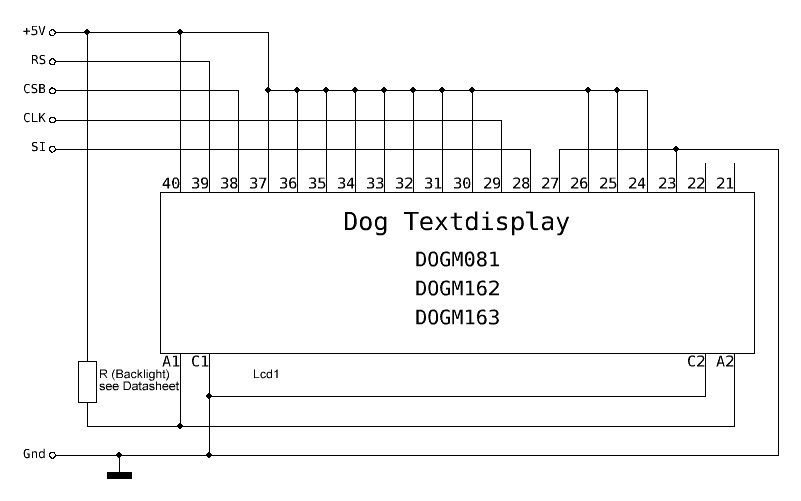 +5V
RS
CSB
CLK
SI
40 39 38 37 36 35 34 33 32 31 30 29 28 27 26 25 24 23 22 21
Dog Textdisplay
DOGM081
DOGM162
DOGM163
A1 C1 C2 A2
R (Backlight)
see Datasheet
Lcd1
Gnd